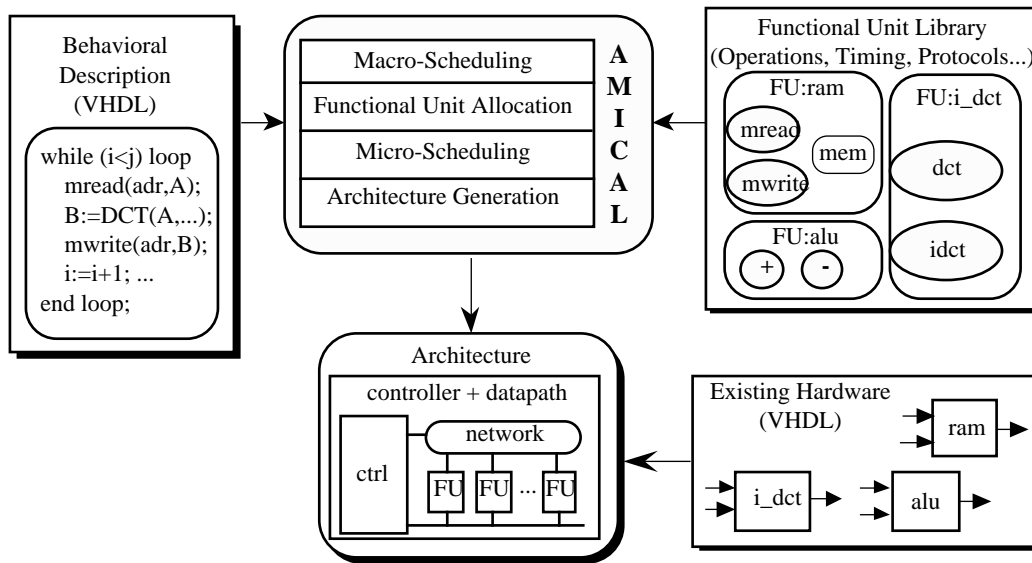 Behavioral
Description
(VHDL)
while (i<j) loop
mread(adr,A);
B:=DCT(A,...);
mwrite(adr,B);
i:=i+1; ...
end loop;
Macro-Scheduling
Functional Unit Allocation
Micro-Scheduling
Architecture Generation
A
M
I
C
A
L
Functional Unit Library
(Operations, Timing, Protocols...)
FU:ram
mread
mem
mwrite
FU:alu
+ -
FU:i_dct
dct
idct
Architecture
controller + datapath
network
ctrl
FU FU ... FU
Existing Hardware
(VHDL)
ram
i_dct
alu